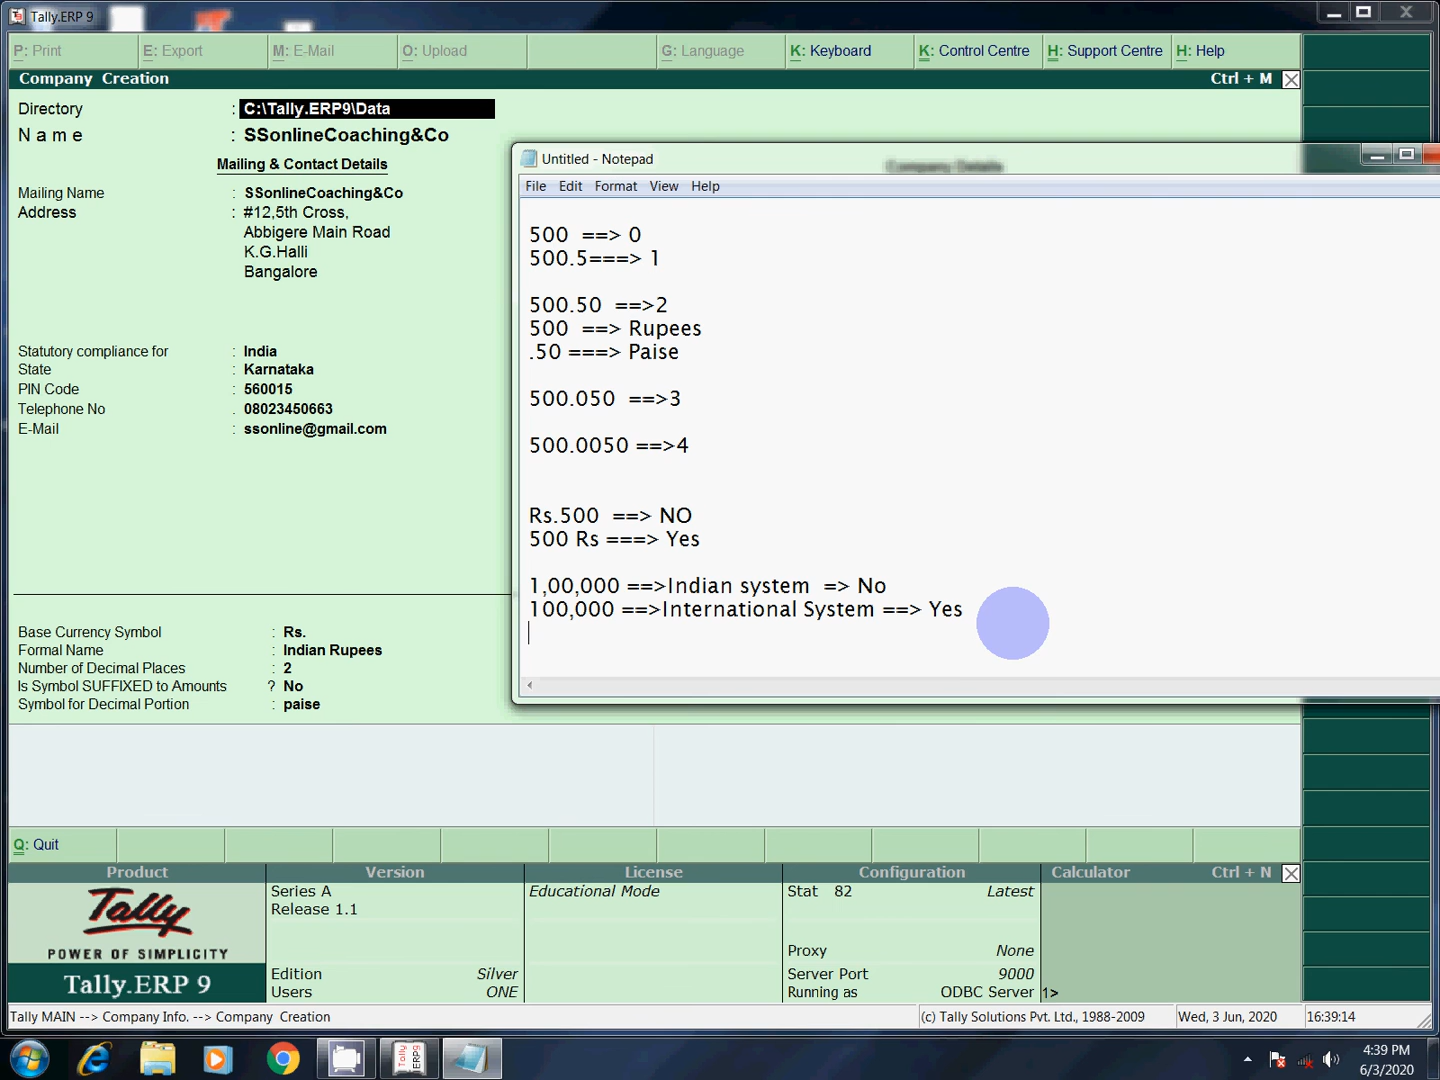 Tally.ERP 9
P: Print E: Export M: E-Mail O: Upload G: Language K: Keyboard K: Control Centre H: Support Centre H: Help
Company Creation Ctrl + M
Directory : C:\Tally.ERP9\Data
Name : SSonlineCoaching&Co
Mailing & Contact Details
Mailing Name : SSonlineCoaching&Co
Address : #12,5th Cross,
Abbigere Main Road
K.G.Halli
Bangalore
Statutory compliance for : India
State : Karnataka
PIN Code : 560015
Telephone No . 08023450663
E-Mail : ssonline@gmail.com
Base Currency Symbol : Rs.
Formal Name : Indian Rupees
Number of Decimal Places : 2
Is Symbol SUFFIXED to Amounts ? No
Symbol for Decimal Portion : paise
Company Details
Untitled - Notepad
File Edit Format View Help
500 ==> 0
500.5===> 1
500.50 ==>2
500 ==> Rupees
.50 ===> Paise
500.050 ==>3
500.0050 ==>4
Rs.500 ==> NO
500 Rs ===> Yes
1,00,000 ==>Indian system => No
100,000 ==>International System ==> Yes
Q: Quit
Product Version License Configuration Calculator Ctrl + N
Tally
POWER OF SIMPLICITY
Tally.ERP 9
Series A
Release 1.1
Edition Silver
Users ONE
Educational Mode
Stat 82 Latest
Proxy None
Server Port 9000
Running as ODBC Server
1>
Tally MAIN --> Company Info. --> Company Creation (c) Tally Solutions Pvt. Ltd., 1988-2009 Wed, 3 Jun, 2020 16:39:14
Tally ERP9
4:39 PM
6/3/2020